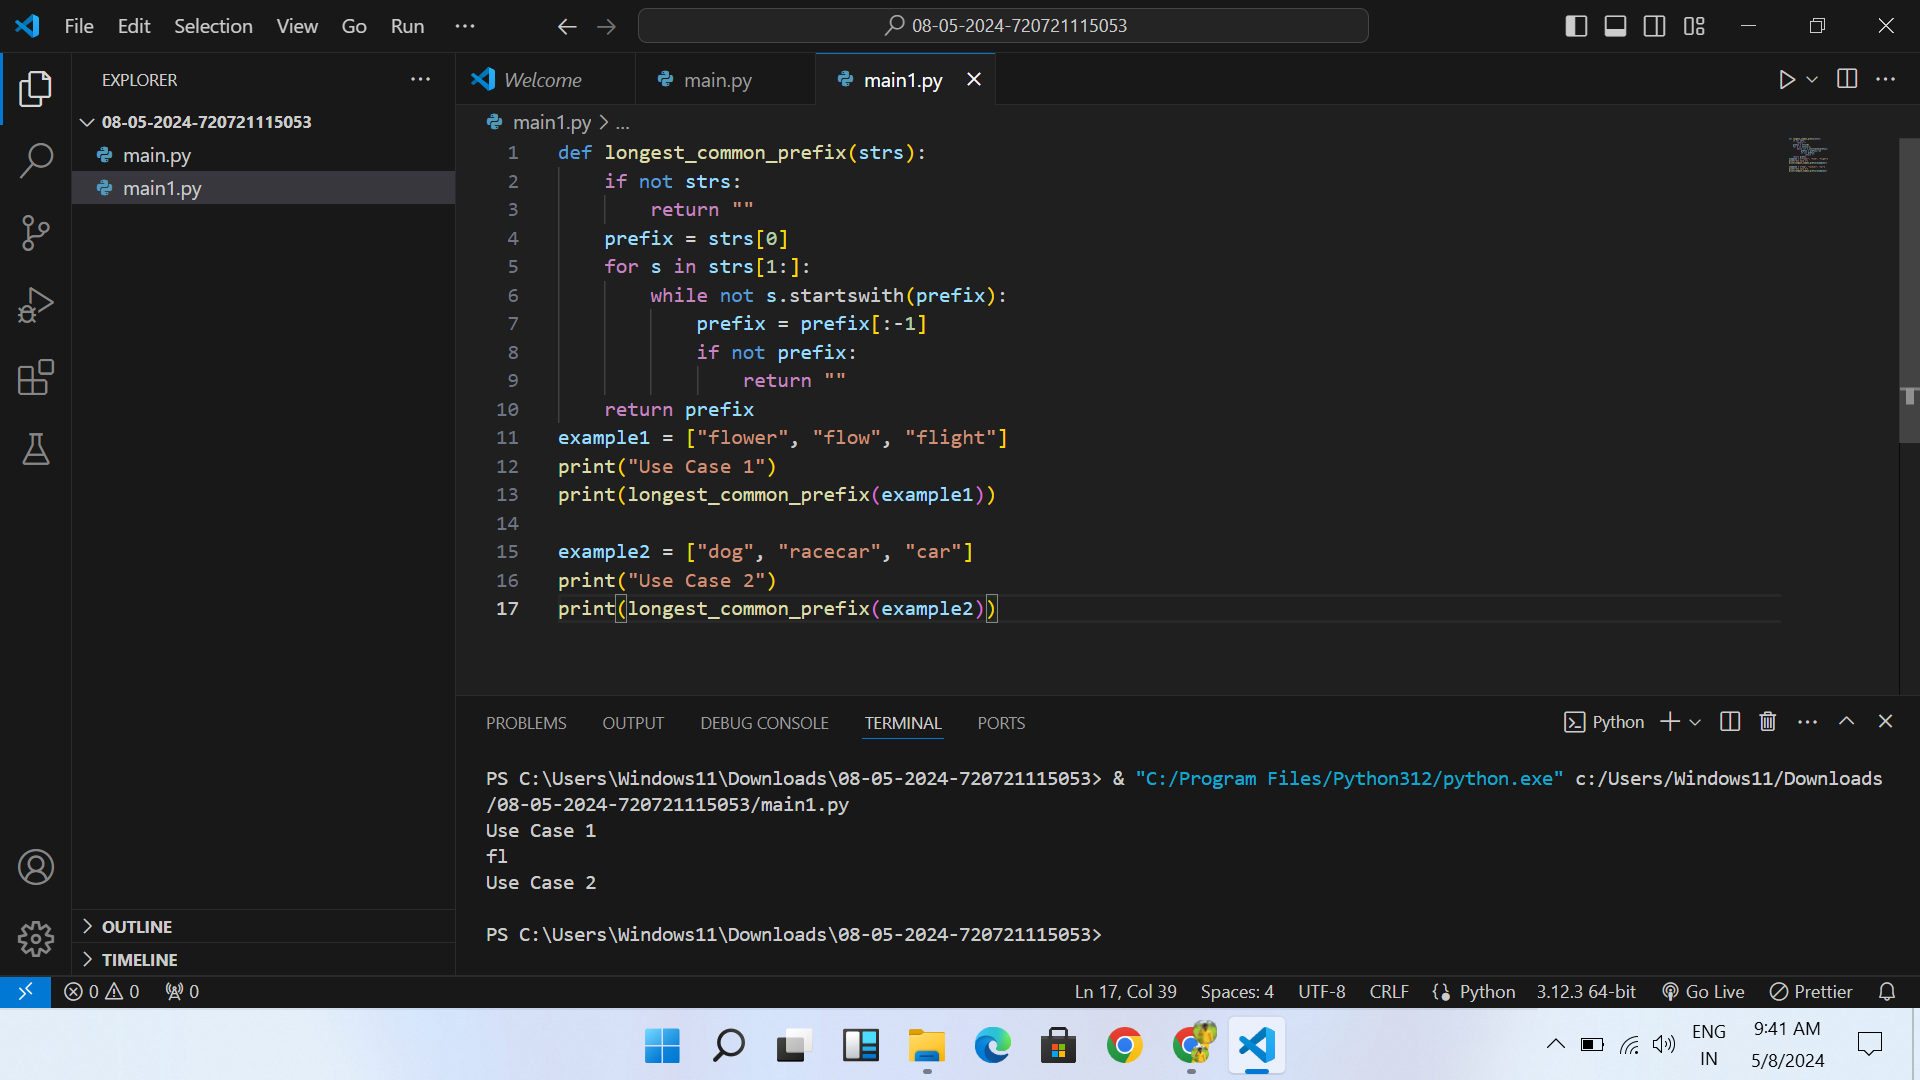 File Edit Selection View Go Run ··· 08-05-2024-720721115053
EXPLORER ···
Welcome main.py main1.py
08-05-2024-720721115053
main.py
main1.py
OUTLINE
TIMELINE
main1.py > ...
1 def longest_common_prefix(strs):
2 if not strs:
3 return ""
4 prefix = strs[0]
5 for s in strs[1:]:
6 while not s.startswith(prefix):
7 prefix = prefix[:-1]
8 if not prefix:
9 return ""
10 return prefix
11 example1 = ["flower", "flow", "flight"]
12 print("Use Case 1")
13 print(longest_common_prefix(example1))
14
15 example2 = ["dog", "racecar", "car"]
16 print("Use Case 2")
17 print(longest_common_prefix(example2))
PROBLEMS OUTPUT DEBUG CONSOLE TERMINAL PORTS Python
PS C:\Users\Windows11\Downloads\08-05-2024-720721115053> & "C:/Program Files/Python312/python.exe" c:/Users/Windows11/Downloads
/08-05-2024-720721115053/main1.py
Use Case 1
fl
Use Case 2
PS C:\Users\Windows11\Downloads\08-05-2024-720721115053>
0 0 0 Ln 17, Col 39 Spaces: 4 UTF-8 CRLF Python 3.12.3 64-bit Go Live Prettier
ENG
IN
9:41 AM
5/8/2024